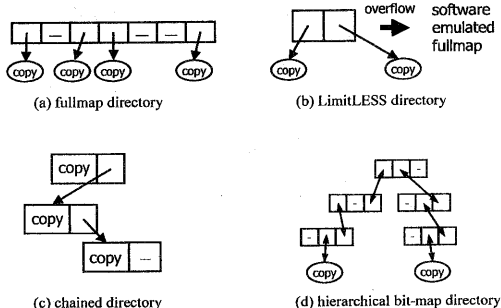 overflow
software
emulated
fullmap
— — —
copy copy copy copy
copy copy
(a) fullmap directory
(b) LimitLESS directory
copy
copy
copy —
- 
- -
- -
- -
copy copy
(c) chained directory
(d) hierarchical bit-map directory